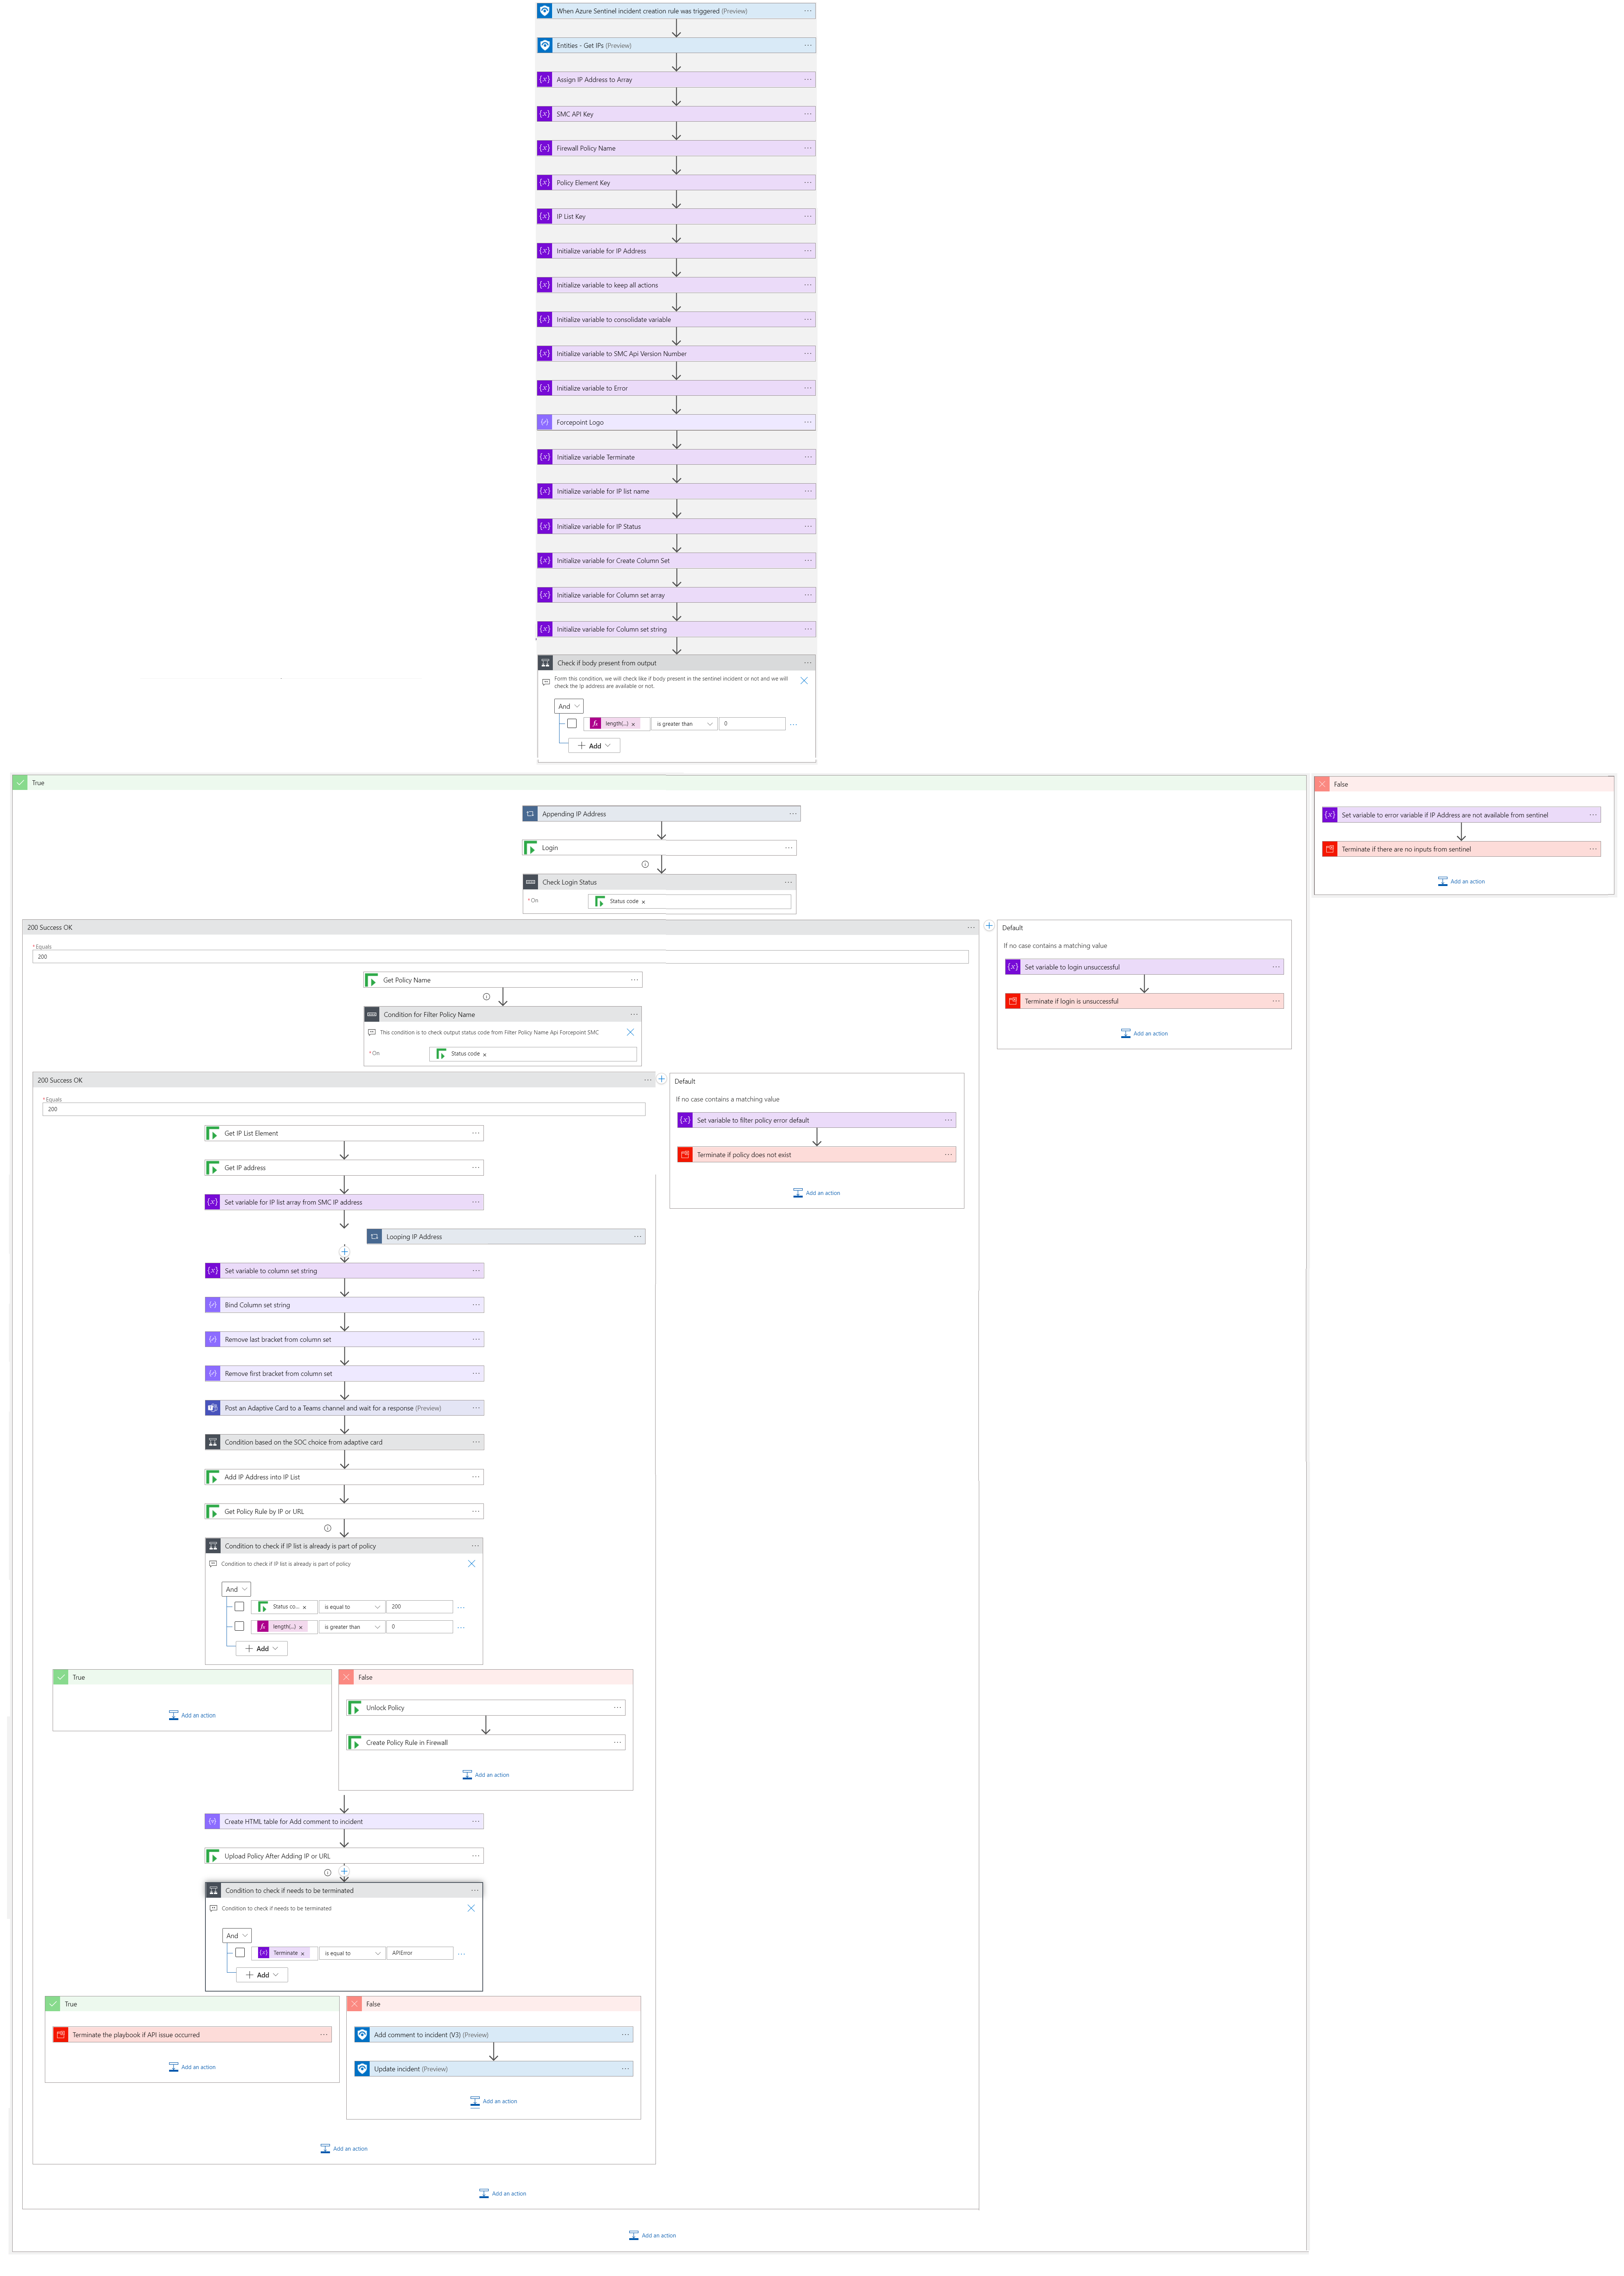 When Azure Sentinel incident creation rule was triggered (Preview)
Entities - Get IPs (Preview)
Assign IP Address to Array
SMC API Key
Firewall Policy Name
Policy Element Key
IP List Key
Initialize variable for IP Address
Initialize variable to keep all actions
Initialize variable to consolidate variable
Initialize variable to SMC Api Version Number
Initialize variable to Error
Forcepoint Logo
Initialize variable Terminate
Initialize variable for IP list name
Initialize variable for IP Status
Initialize variable for Create Column Set
Initialize variable for Column set array
Initialize variable for Column set string
Check if body present from output
Form this condition, we will check like if body present in the sentinel incident or not and we will
check the Ip address are available or not.
And
length(...) × is greater than 0
Add
True
Appending IP Address
Login
Check Login Status
*On Status code ×
False
Set variable to error variable if IP Address are not available from sentinel
Terminate if there are no inputs from sentinel
Add an action
200 Success OK
*Equals
200
Get Policy Name
Condition for Filter Policy Name
This condition is to check output status code from Filter Policy Name Api Forcepoint SMC
*On Status code ×
Default
If no case contains a matching value
Set variable to login unsuccessful
Terminate if login is unsuccessful
Add an action
200 Success OK
*Equals
200
Get IP List Element
Get IP address
Set variable for IP list array from SMC IP address
Looping IP Address
Default
If no case contains a matching value
Set variable to filter policy error default
Terminate if policy does not exist
Add an action
Set variable to column set string
Bind Column set string
Remove last bracket from column set
Remove first bracket from column set
Post an Adaptive Card to a Teams channel and wait for a response (Preview)
Condition based on the SOC choice from adaptive card
Add IP Address into IP List
Get Policy Rule by IP or URL
Condition to check if IP list is already is part of policy
Condition to check if IP list is already is part of policy
And
Status co... × is equal to 200
length(...) × is greater than 0
Add
True
Add an action
False
Unlock Policy
Create Policy Rule in Firewall
Add an action
Create HTML table for Add comment to incident
Upload Policy After Adding IP or URL
Condition to check if needs to be terminated
Condition to check if needs to be terminated
And
Terminate × is equal to APIError
Add
True
Terminate the playbook if API issue occurred
Add an action
False
Add comment to incident (V3) (Preview)
Update incident (Preview)
Add an action
Add an action
Add an action
Add an action